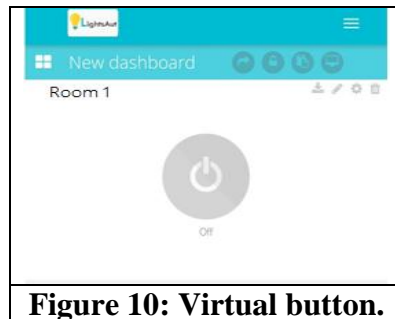 LightsAut
New dashboard
Room 1
Off
Figure 10: Virtual button.